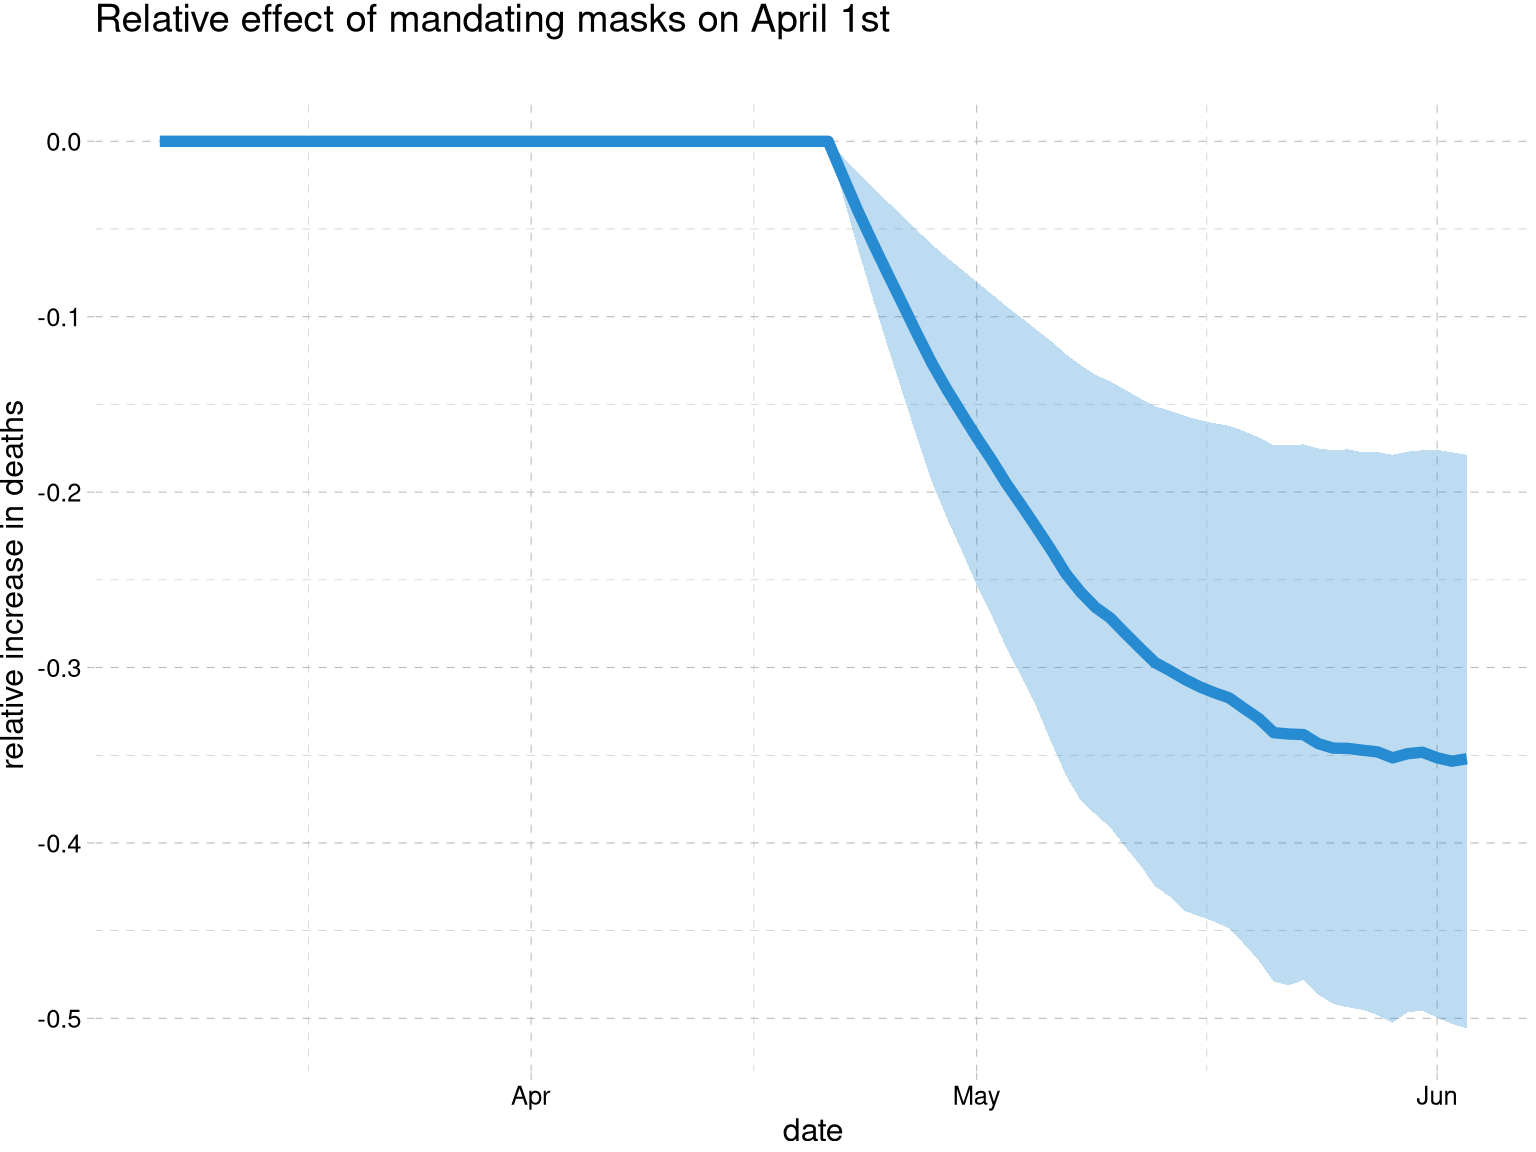 Relative effect of mandating masks on April 1st
relative increase in deaths
0.0
-0.1
-0.2
-0.3
-0.4
-0.5
Apr
May
Jun
date